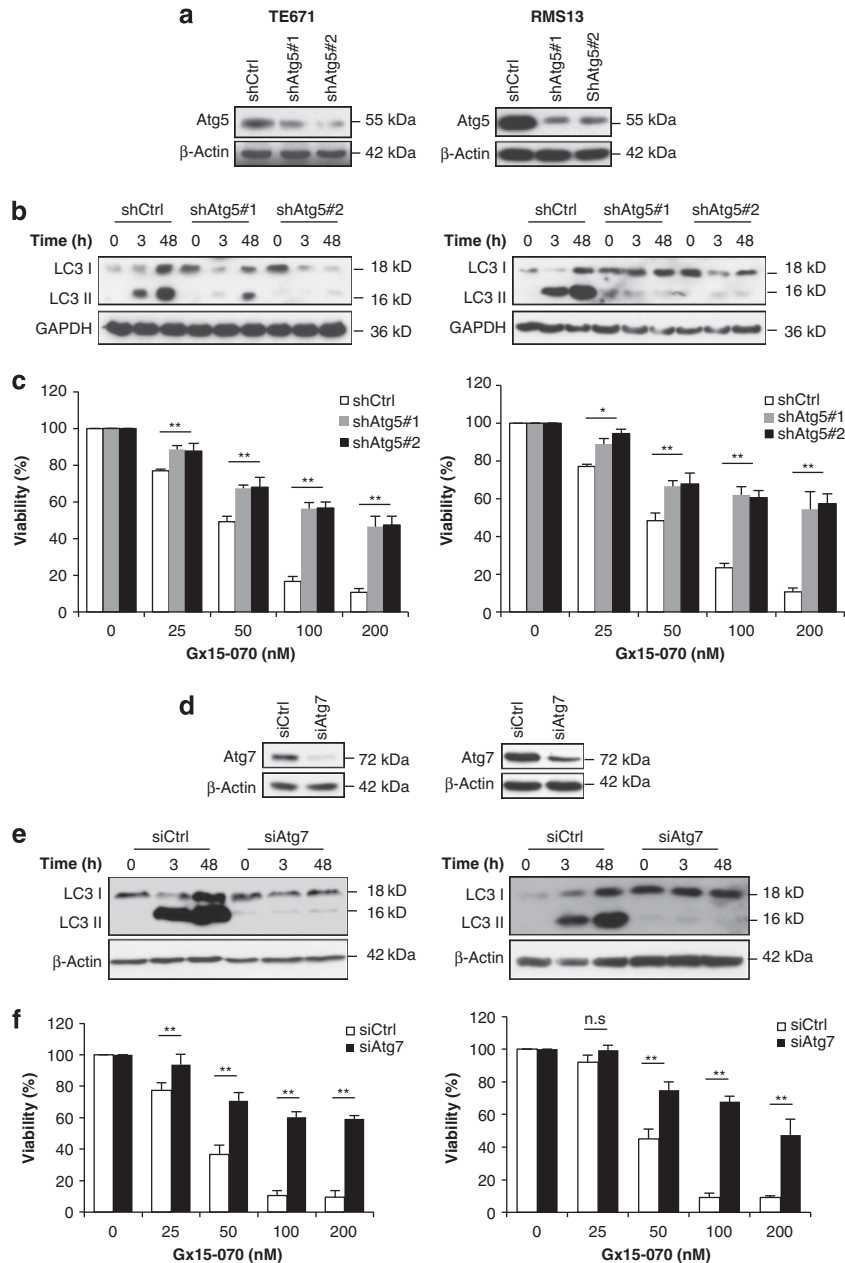 a
TE671
RMS13
shCtrl
shAtg5#1
shAtg5#2
shCtrl
shAtg5#1
ShAtg5#2
Atg5
55 kDa
β-Actin
42 kDa
Atg5
55 kDa
β-Actin
42 kDa
b
shCtrl shAtg5#1 shAtg5#2
Time (h) 0 3 48 0 3 48 0 3 48
LC3 I
18 kD
LC3 II
16 kD
GAPDH
36 kD
shCtrl shAtg5#1 shAtg5#2
Time (h) 0 3 48 0 3 48 0 3 48
LC3 I
18 kD
LC3 II
16 kD
GAPDH
36 kD
c
120
100
80
60
40
20
0
Viability (%)
** ** ** **
shCtrl
shAtg5#1
shAtg5#2
0 25 50 100 200
Gx15-070 (nM)
120
100
80
60
40
20
0
Viability (%)
* ** ** **
shCtrl
shAtg5#1
shAtg5#2
0 25 50 100 200
Gx15-070 (nM)
d
siCtrl
siAtg7
Atg7
72 kDa
β-Actin
42 kDa
siCtrl
siAtg7
Atg7
72 kDa
β-Actin
42 kDa
e
siCtrl siAtg7
Time (h) 0 3 48 0 3 48
LC3 I
18 kD
LC3 II
16 kD
β-Actin
42 kDa
siCtrl siAtg7
Time (h) 0 3 48 0 3 48
LC3 I
18 kD
LC3 II
16 kD
β-Actin
42 kDa
f
120
100
80
60
40
20
0
Viability (%)
** ** ** **
siCtrl
siAtg7
0 25 50 100 200
Gx15-070 (nM)
120
100
80
60
40
20
0
Viability (%)
n.s ** ** **
siCtrl
siAtg7
0 25 50 100 200
Gx15-070 (nM)